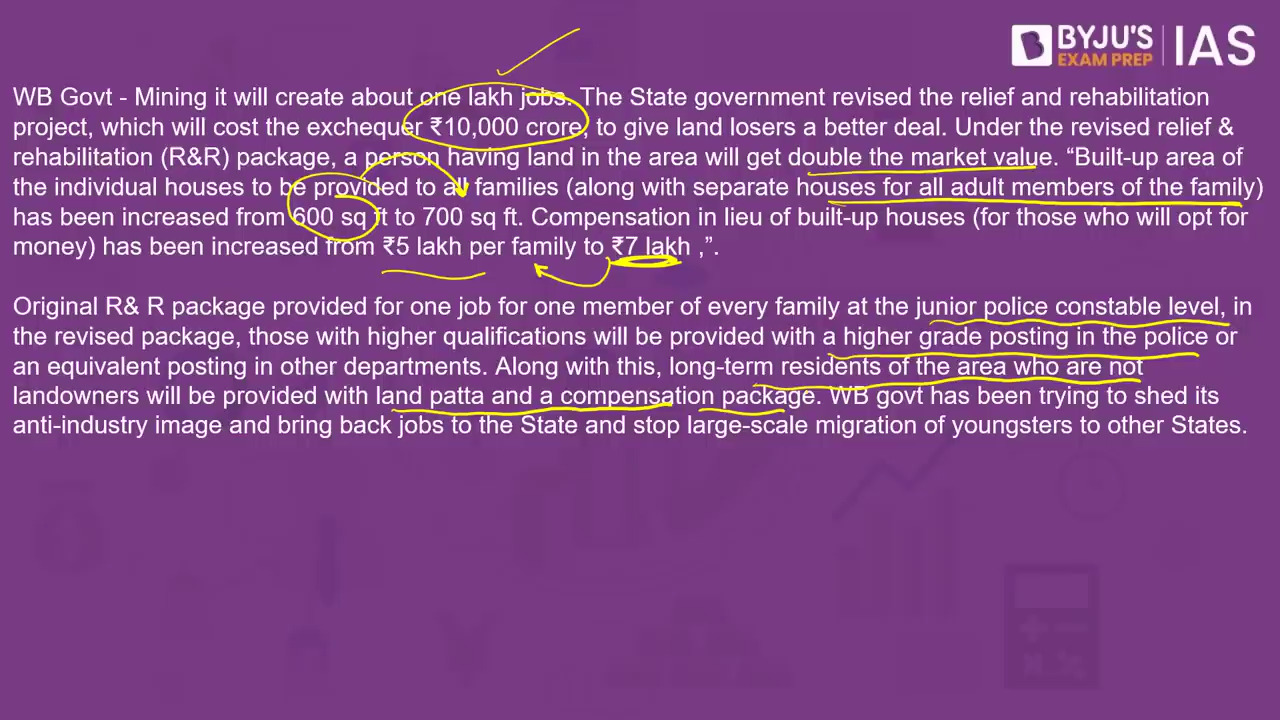 BYJU'S
EXAM PREP
IAS
WB Govt - Mining it will create about one lakh jobs. The State government revised the relief and rehabilitation
project, which will cost the exchequer ₹10,000 crore, to give land losers a better deal. Under the revised relief &
rehabilitation (R&R) package, a person having land in the area will get double the market value. “Built-up area of
the individual houses to be provided to all families (along with separate houses for all adult members of the family)
has been increased from 600 sq ft to 700 sq ft. Compensation in lieu of built-up houses (for those who will opt for
money) has been increased from ₹5 lakh per family to ₹7 lakh ,”.
Original R& R package provided for one job for one member of every family at the junior police constable level, in
the revised package, those with higher qualifications will be provided with a higher grade posting in the police or
an equivalent posting in other departments. Along with this, long-term residents of the area who are not
landowners will be provided with land patta and a compensation package. WB govt has been trying to shed its
anti-industry image and bring back jobs to the State and stop large-scale migration of youngsters to other States.